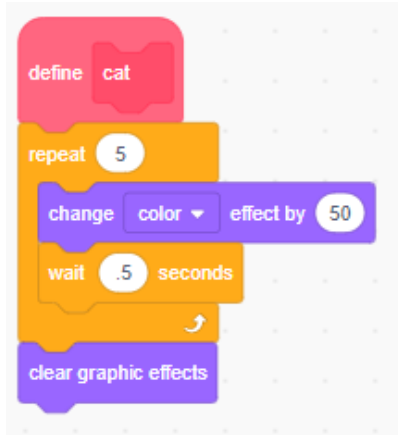 define cat
repeat 5
change color effect by 50
wait .5 seconds
clear graphic effects